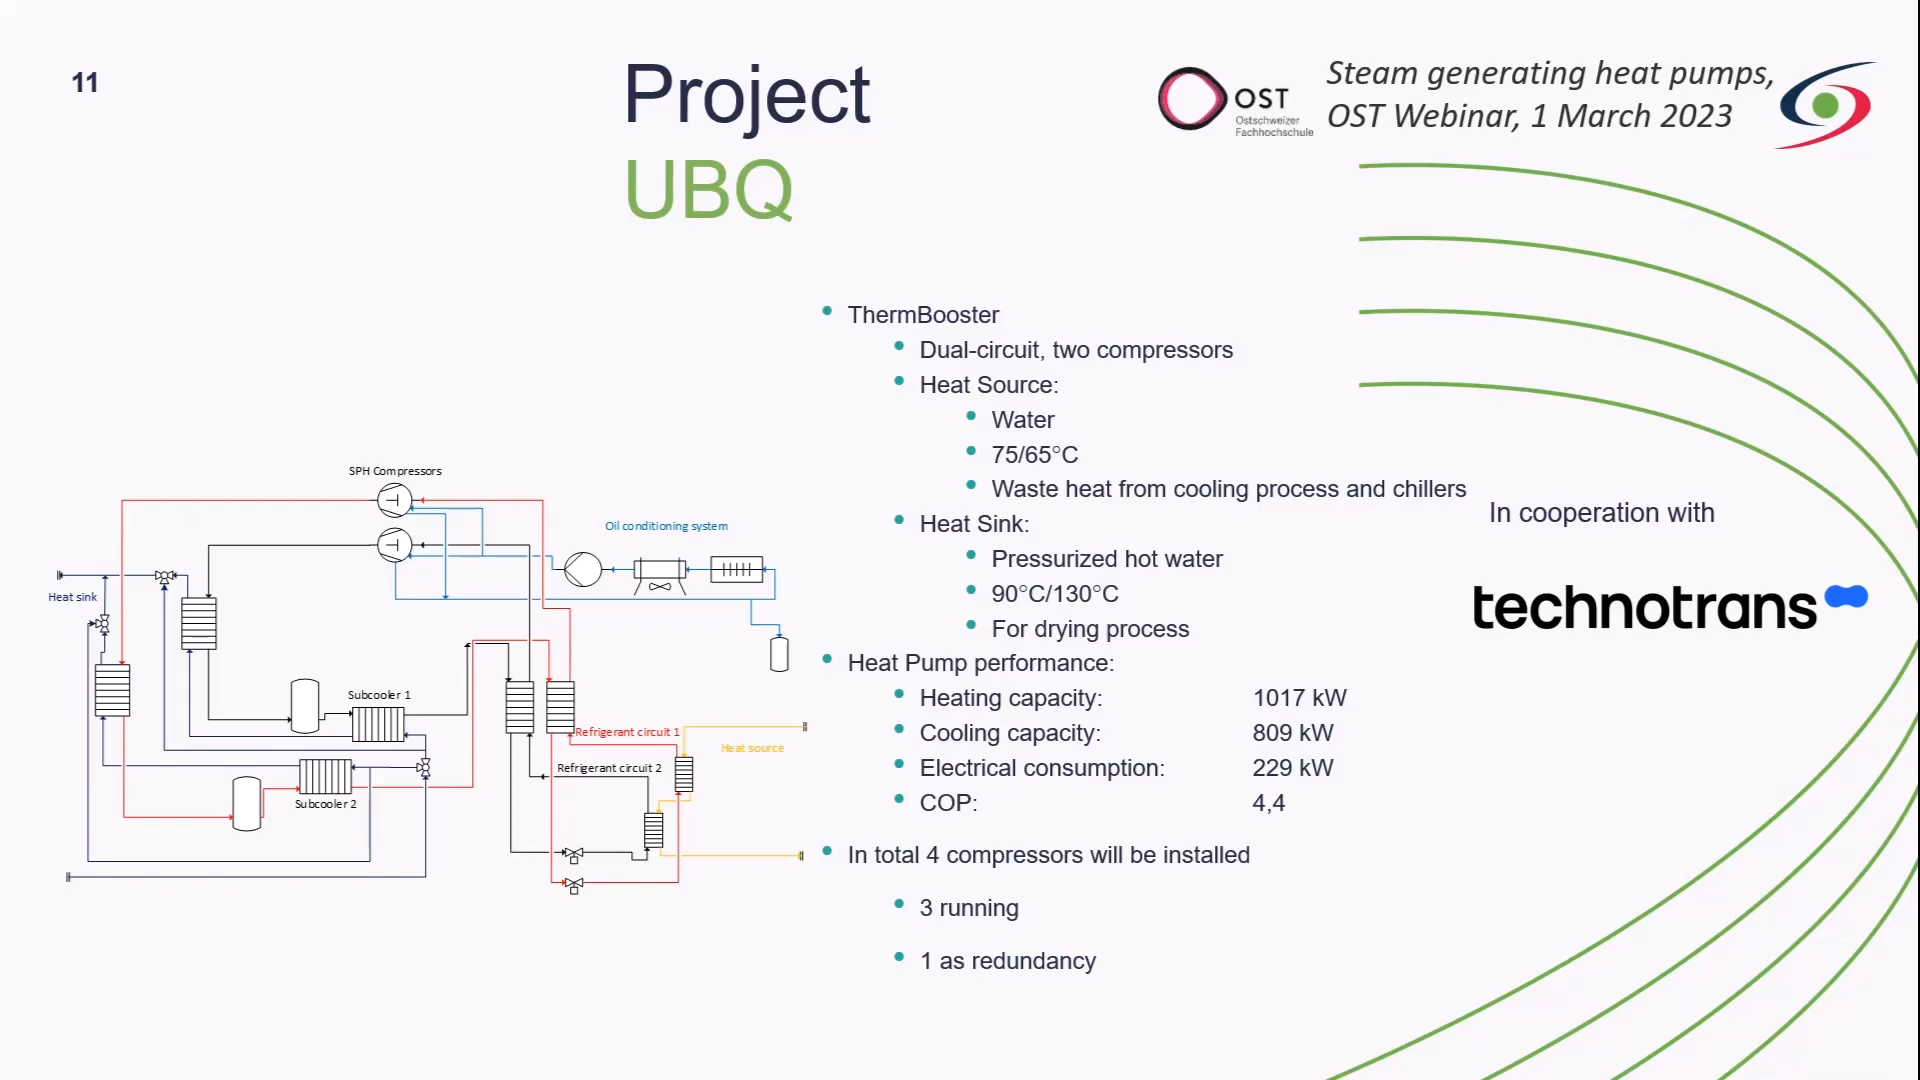 11
Project
UBQ
OST
Ostschweizer
Fachhochschule
Steam generating heat pumps,
OST Webinar, 1 March 2023
• ThermBooster
• Dual-circuit, two compressors
• Heat Source:
• Water
• 75/65°C
• Waste heat from cooling process and chillers
• Heat Sink:
• Pressurized hot water
• 90°C/130°C
• For drying process
• Heat Pump performance:
• Heating capacity: 1017 kW
• Cooling capacity: 809 kW
• Electrical consumption: 229 kW
• COP: 4,4
• In total 4 compressors will be installed
• 3 running
• 1 as redundancy
In cooperation with
technotrans
SPH Compressors
Oil conditioning system
Heat sink
Subcooler 1
Refrigerant circuit 1
Heat source
Refrigerant circuit 2
Subcooler 2